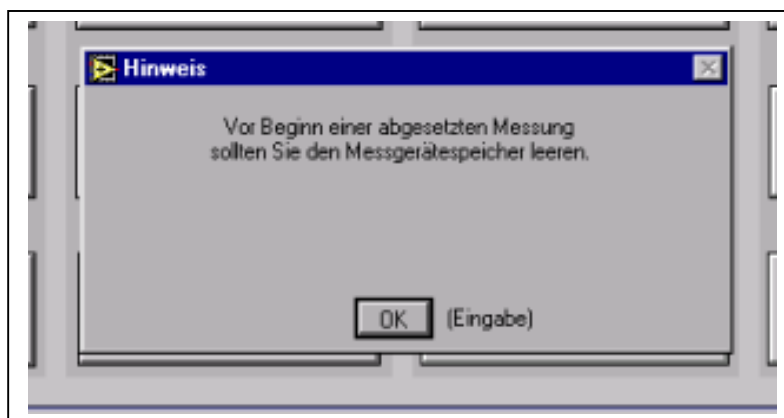 Hinweis
Vor Beginn einer abgesetzten Messung
sollten Sie den Messgerätespeicher leeren.
OK (Eingabe)